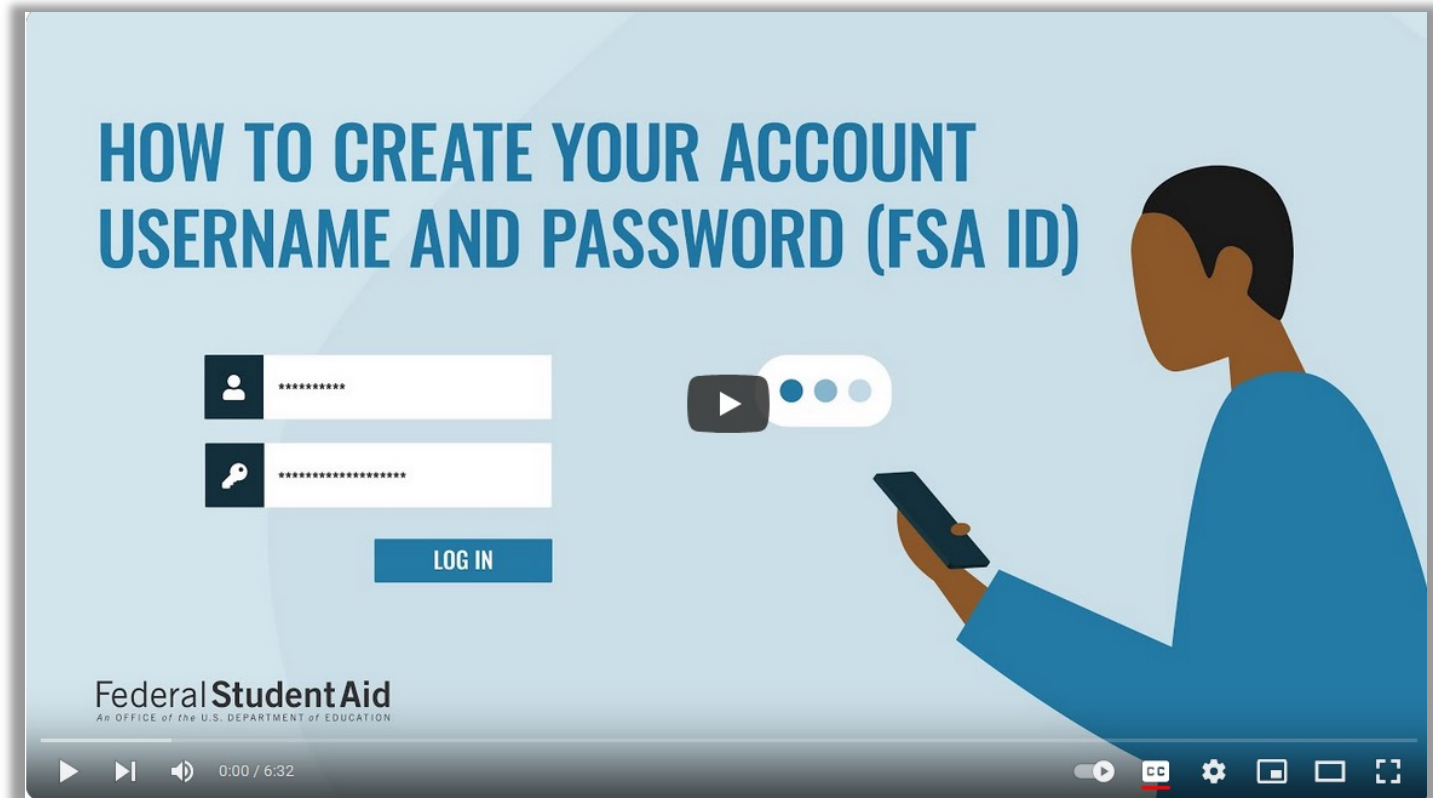 HOW TO CREATE YOUR ACCOUNT
USERNAME AND PASSWORD (FSA ID)
**********
*******************
LOG IN
Federal Student Aid
An OFFICE of the U.S. DEPARTMENT of EDUCATION
0:00 / 6:32
CC